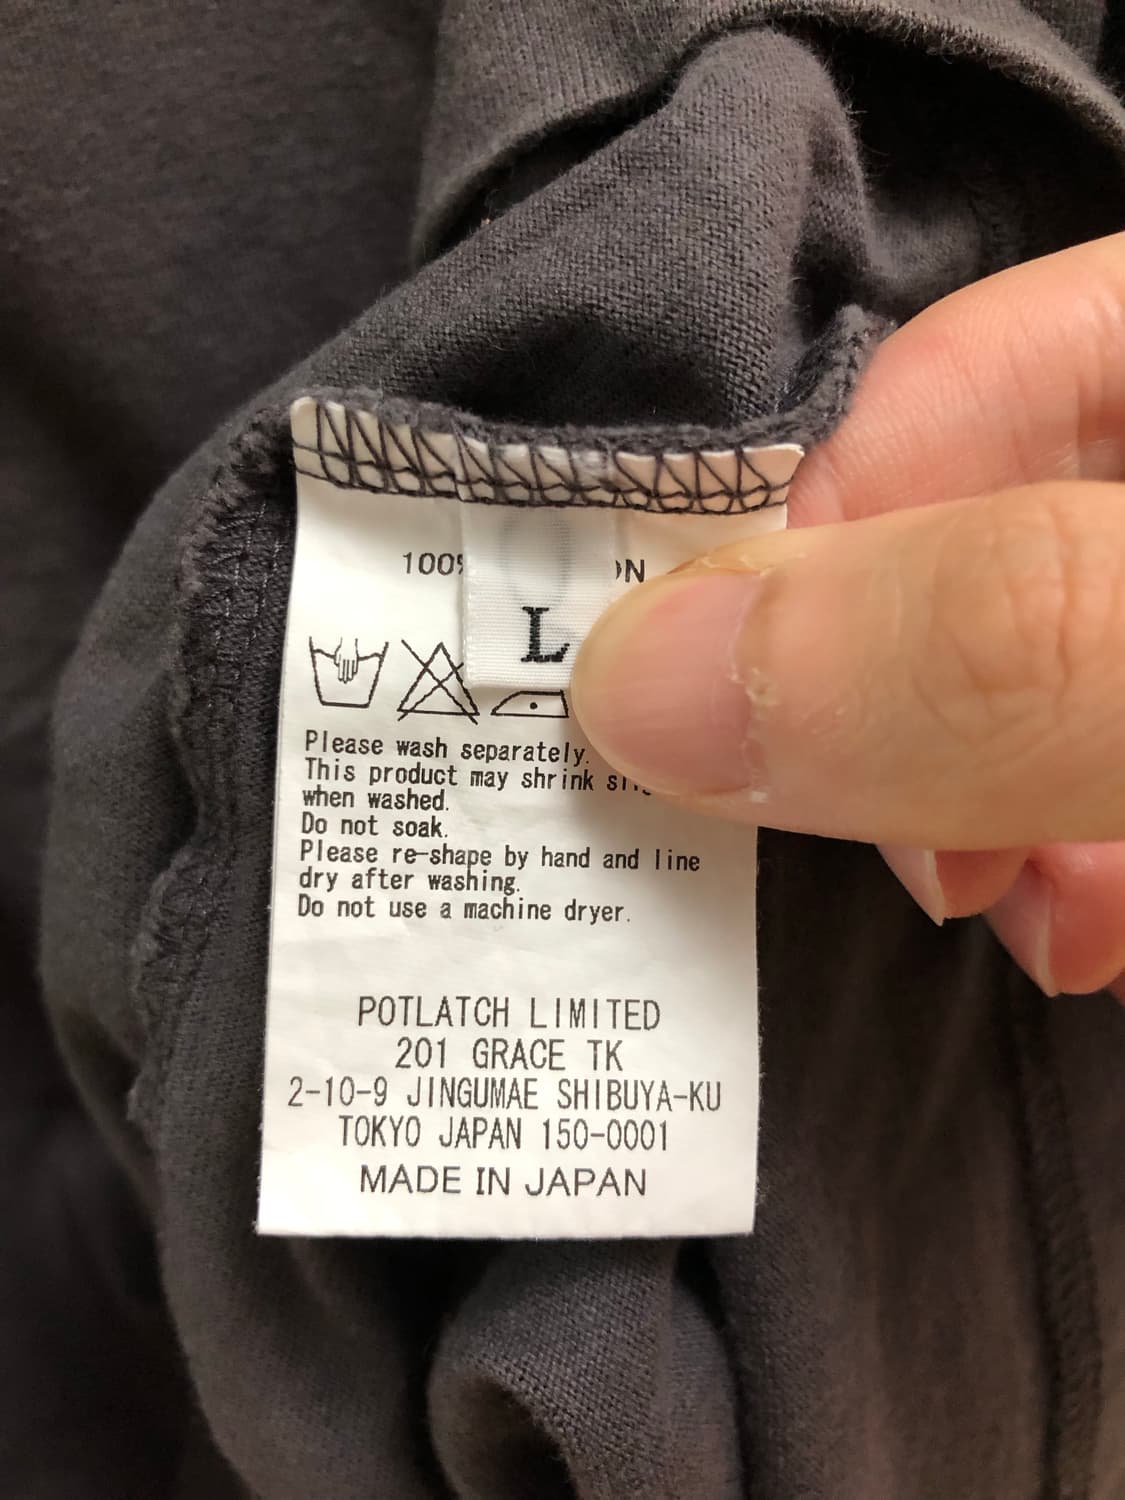 100%
L
Please wash separately.
This product may shrink
when washed.
Do not soak.
Please re-shape by hand and line
dry after washing.
Do not use a machine dryer.
POTLATCH LIMITED
201 GRACE TK
2-10-9 JINGUMAE SHIBUYA-KU
TOKYO JAPAN 150-0001
MADE IN JAPAN